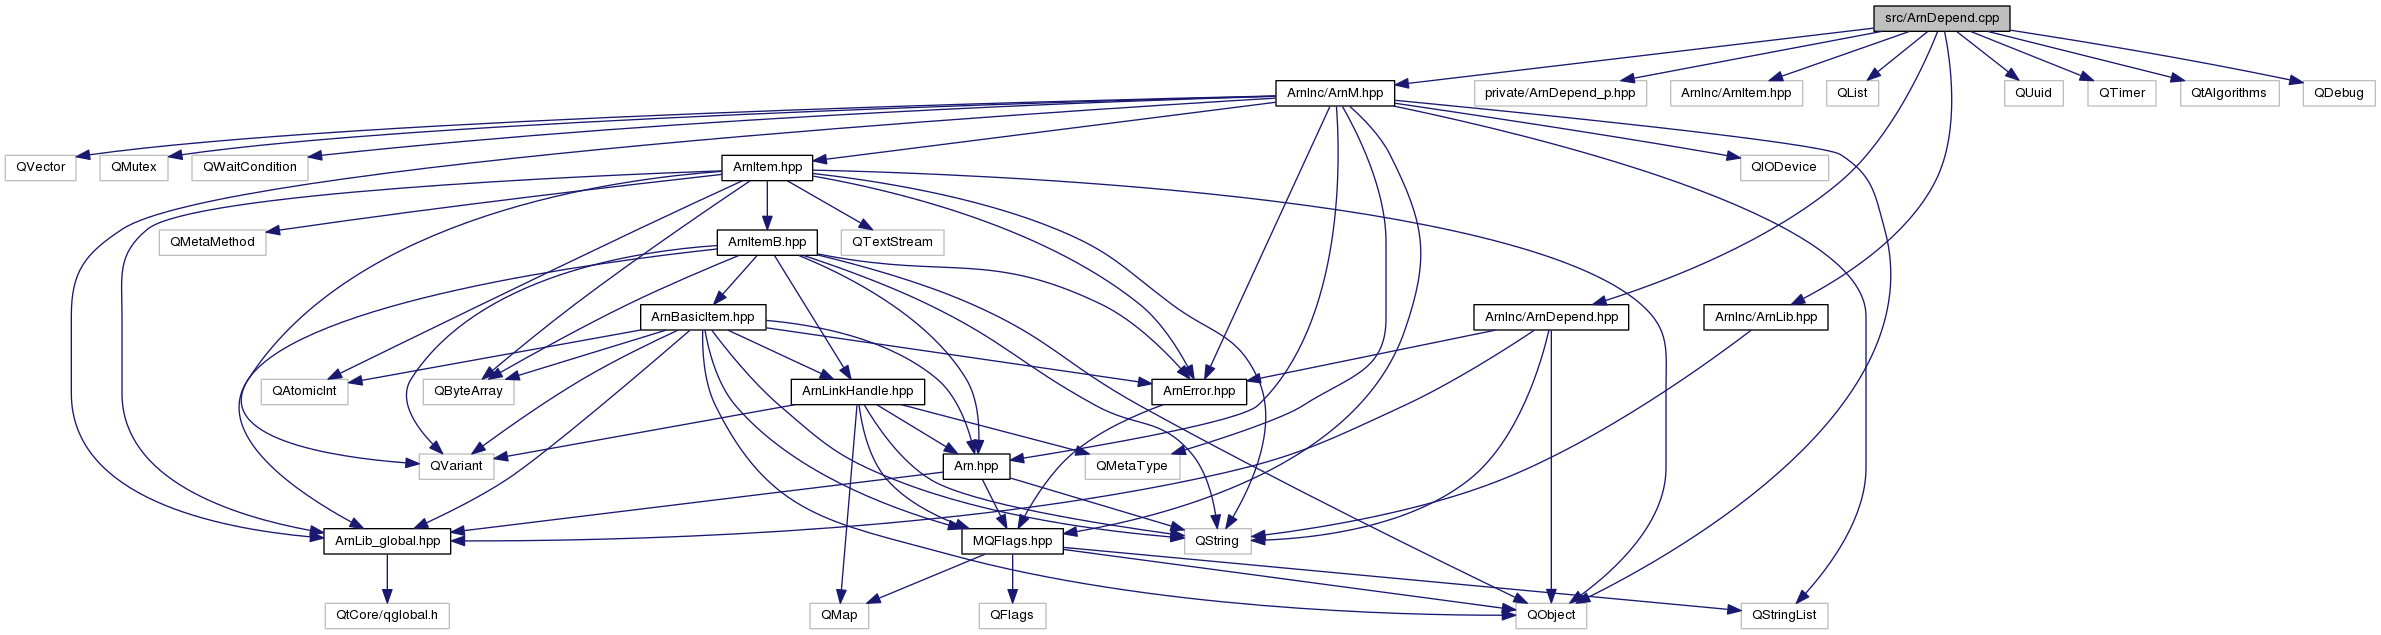 src/ArnDepend.cpp
ArnInc/ArnM.hpp
private/ArnDepend_p.hpp
ArnInc/ArnItem.hpp
QList
QUuid
QTimer
QtAlgorithms
QDebug
QVector
QMutex
QWaitCondition
ArnItem.hpp
QIODevice
QMetaMethod
ArnItemB.hpp
QTextStream
ArnBasicItem.hpp
ArnInc/ArnDepend.hpp
ArnInc/ArnLib.hpp
QAtomicInt
QByteArray
ArnLinkHandle.hpp
ArnError.hpp
QVariant
Arn.hpp
QMetaType
ArnLib_global.hpp
MQFlags.hpp
QString
QtCore/qglobal.h
QMap
QFlags
QObject
QStringList